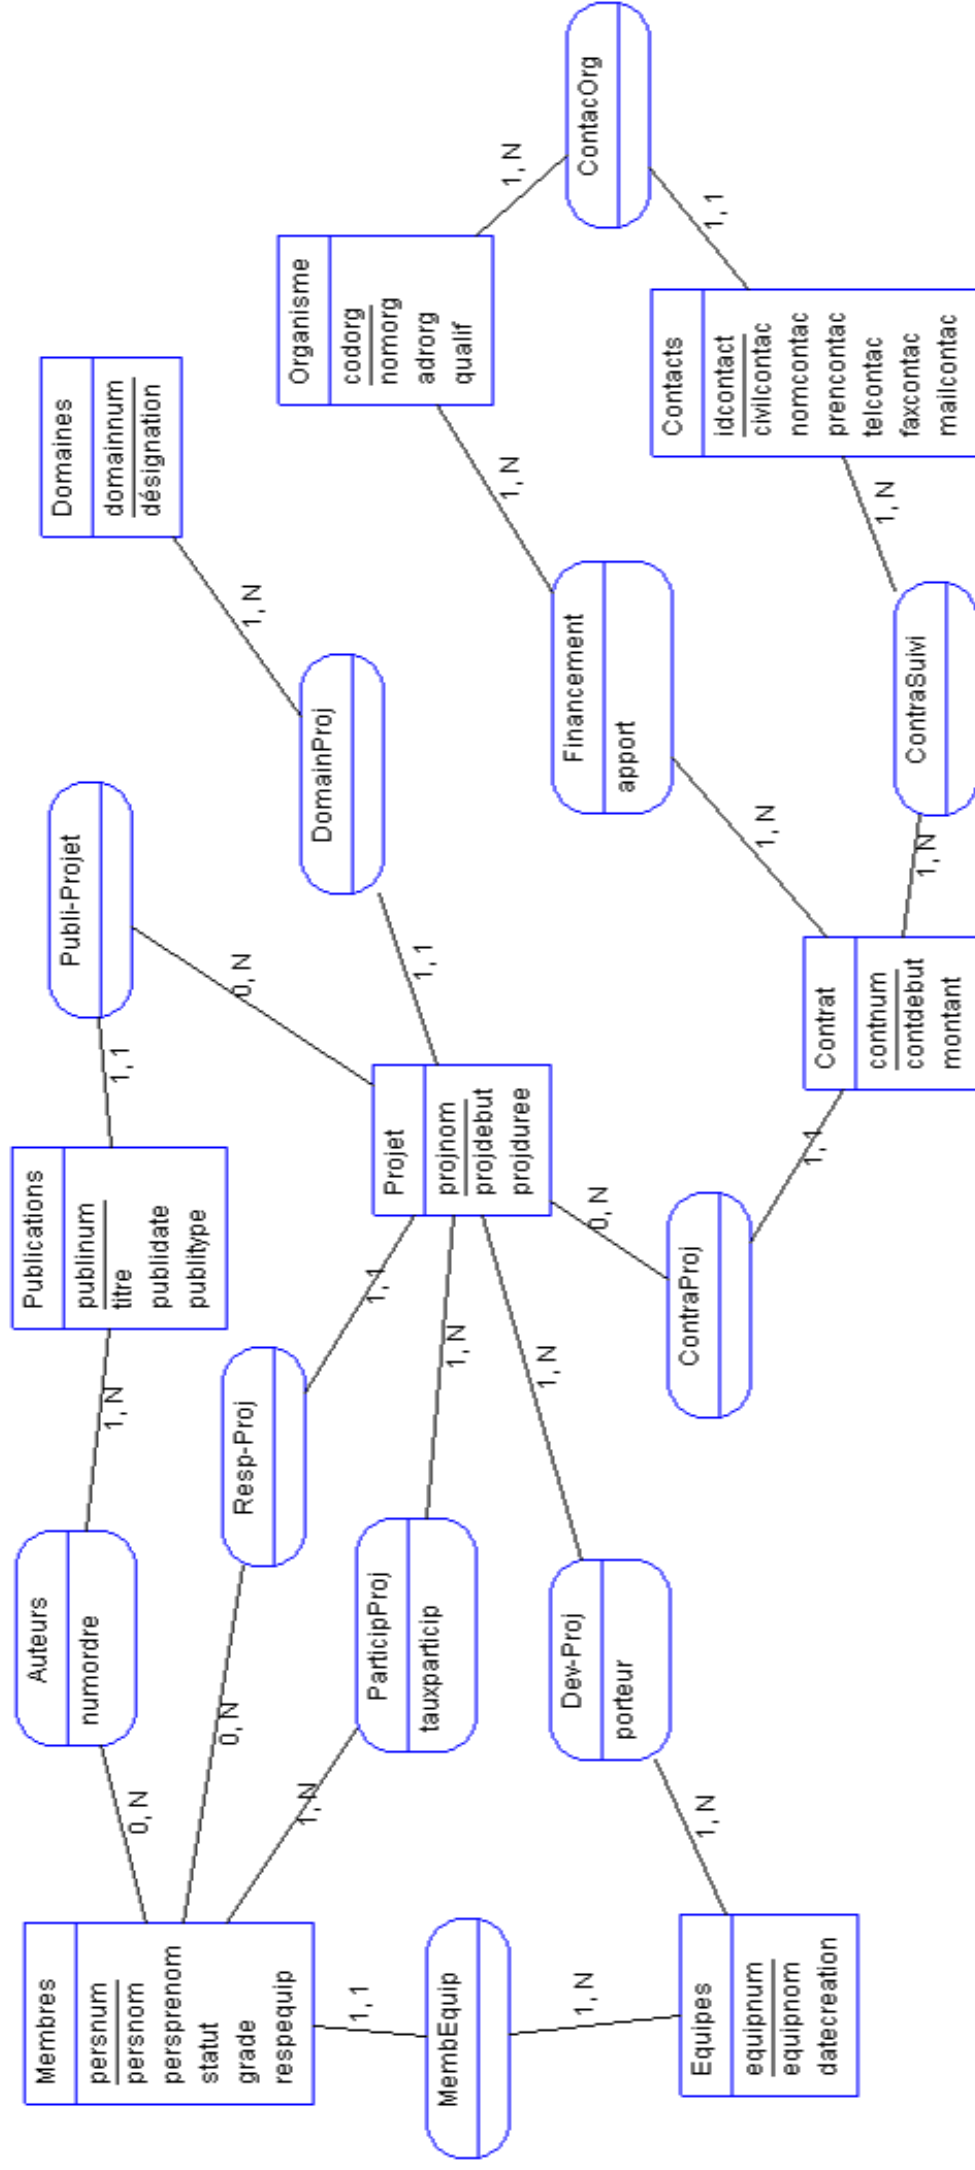 Membres
persnum
persnom
persprenom
statut
grade
respequip
0, N
Auteurs
numordre
1, N
Publications
publinum
titre
publidate
publitype
1, 1
Publi-Projet
0, N
0, N
Resp-Proj
1, 1
1, N
ParticipProj
tauxparticip
1, N
Projet
projnom
projdebut
projduree
1, 1
DomainProj
1, N
Domaines
domainnum
désignation
1, 1
MembEquip
1, N
Equipes
equipnum
equipnom
datecreation
1, N
Dev-Proj
porteur
1, N
0, N
ContraProj
1, 1
Contrat
contnum
contdebut
montant
1, N
Financement
apport
1, N
Organisme
codorg
nomorg
adrorg
qualif
1, N
ContacOrg
1, 1
Contacts
idcontact
civilcontac
nomcontac
prencontac
telcontac
faxcontac
mailcontac
1, N
ContraSuivi
1, N